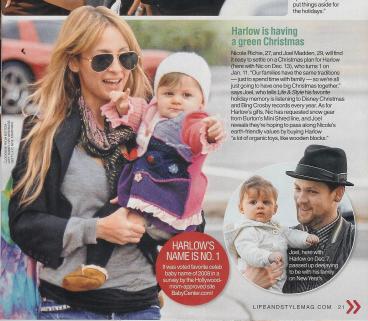 put things aside for
the holidays."
Harlow is having
a green Christmas
Nicole Richie, 27, and Joel Madden, 29, will find
it easy to settle on a Christmas plan for Harlow
(here with Nic on Dec. 13), who turns 1 on
Jan. 11. "Our families have the same traditions
— just to spend time with family — so we're all
just going to have one big Christmas together,"
says Joel, who tells Life & Style his favorite
holiday memory is listening to Disney Christmas
and Bing Crosby records every year. As for
Harlow's gifts, Nic has requested snow gear
from Burton's Mini Shred line, and Joel
reveals they're hoping to pass along Nicole's
earth-friendly values by buying Harlow
"a lot of organic toys, like wooden blocks."
HARLOW'S
NAME IS NO. 1
It was voted favorite celeb
baby name of 2008 in a
survey by the Hollywood-
mom-approved site
BabyCenter.com!
Joel, here with
Harlow on Dec. 7,
passed up deejaying
to be with his family
on New Year's.
LIFEANDSTYLEMAG.COM 21